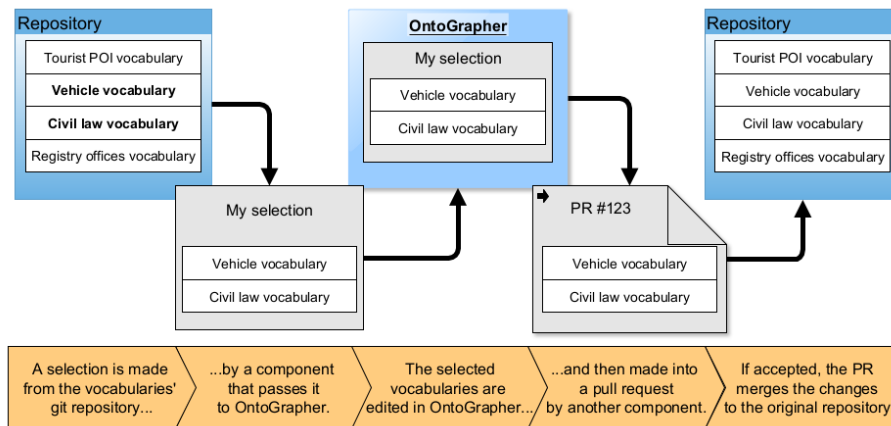 Repository
Tourist POI vocabulary
Vehicle vocabulary
Civil law vocabulary
Registry offices vocabulary
My selection
Vehicle vocabulary
Civil law vocabulary
OntoGrapher
My selection
Vehicle vocabulary
Civil law vocabulary
PR #123
Vehicle vocabulary
Civil law vocabulary
Repository
Tourist POI vocabulary
Vehicle vocabulary
Civil law vocabulary
Registry offices vocabulary
A selection is made
from the vocabularies'
git repository...
...by a component
that passes it
to OntoGrapher.
The selected
vocabularies are
edited in OntoGrapher...
...and then made into
a pull request
by another component.
If accepted, the PR
merges the changes
to the original repository